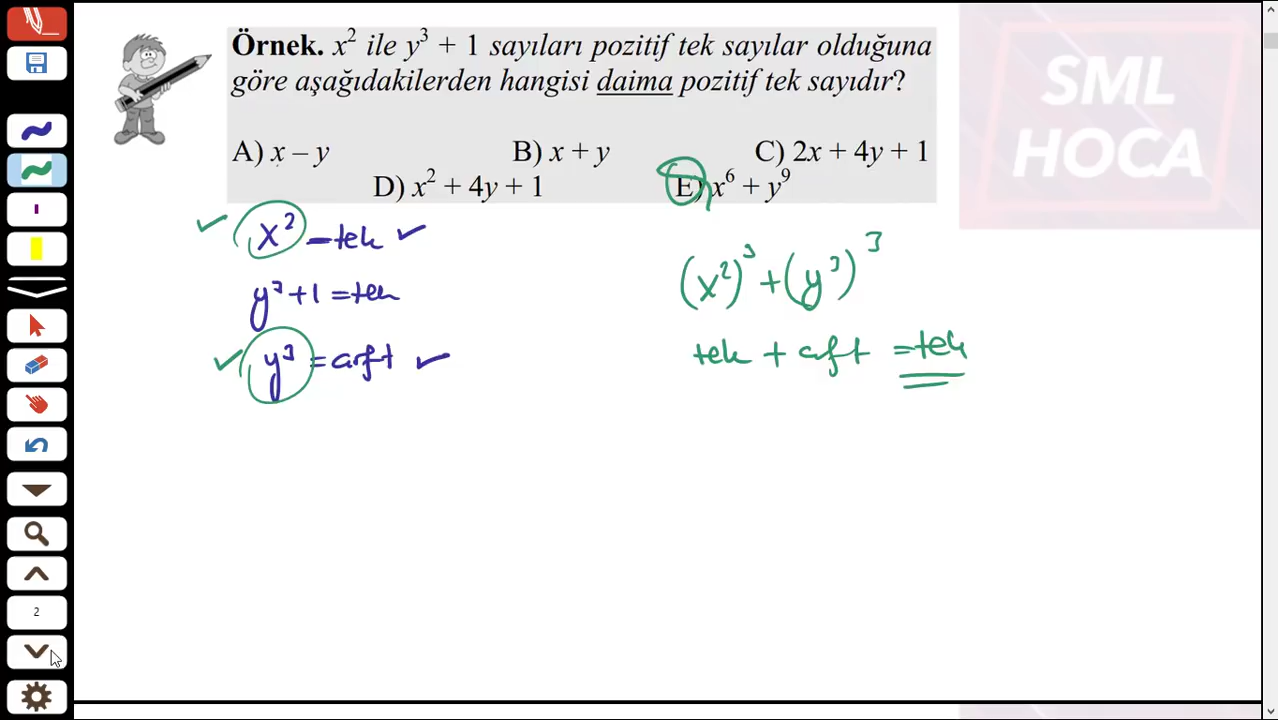 Örnek. x² ile y³ + 1 sayıları pozitif tek sayılar olduğuna
göre aşağıdakilerden hangisi daima pozitif tek sayıdır?
A) x – y B) x + y C) 2x + 4y + 1
D) x² + 4y + 1 E) x⁶ + y⁹
SML
HOCA
x² – tek
y³ + 1 = tek
y³ = çift
(x²)³ + (y³)³
tek + çift = tek
2